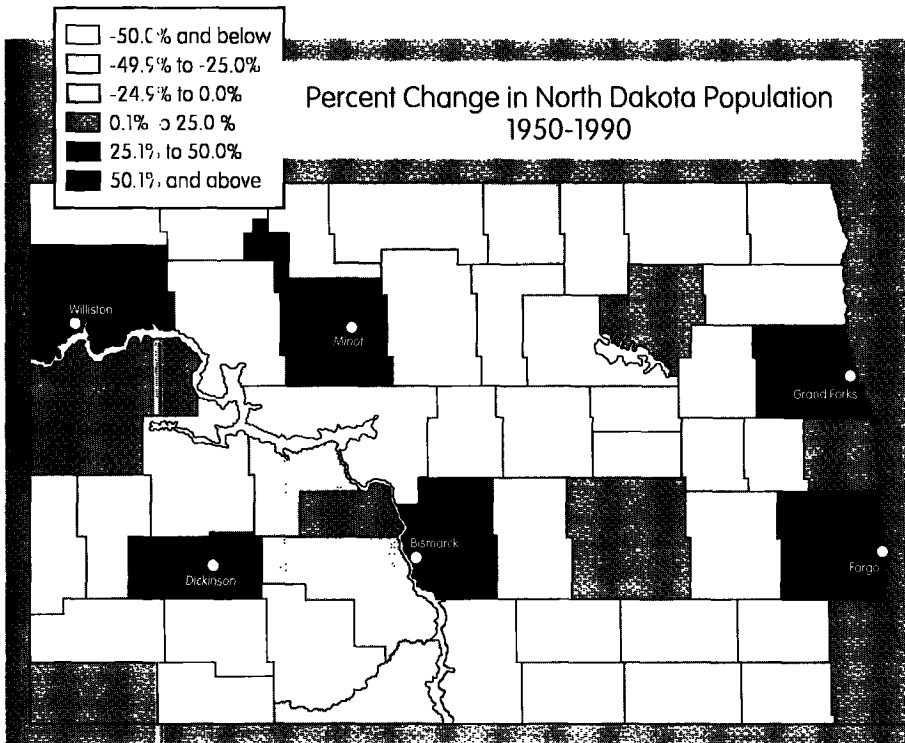 -50.0% and below
-49.9% to -25.0%
-24.9% to 0.0%
0.1% to 25.0 %
25.1% to 50.0%
50.1% and above
Percent Change in North Dakota Population
1950-1990
Williston
Minot
Grand Forks
Bismarck
Dickinson
Fargo